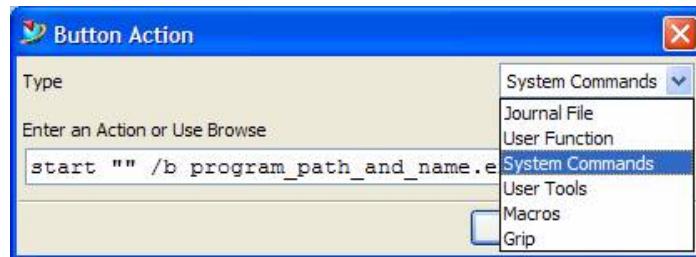 Button Action
Type
System Commands
Journal File
User Function
System Commands
User Tools
Macros
Grip
Enter an Action or Use Browse
start "" /b program_path_and_name.e